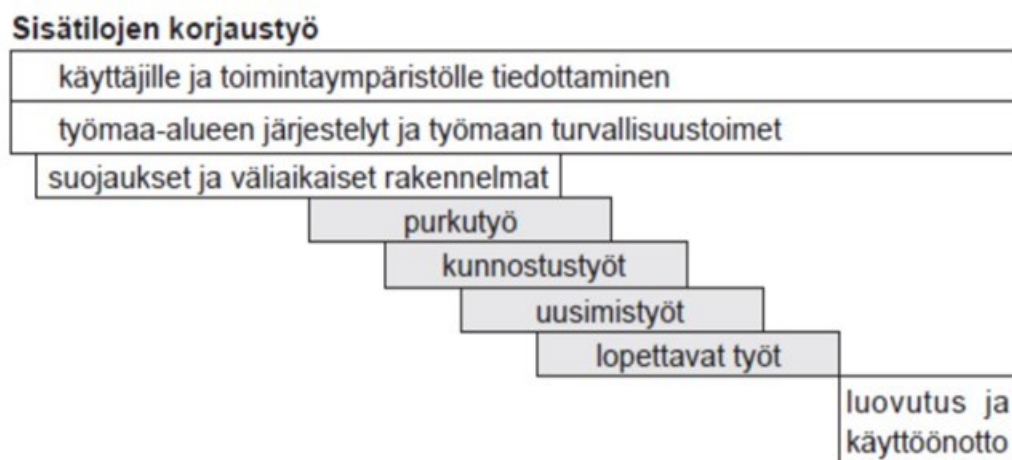 Sisätilojen korjaustyö
käyttäjille ja toimintaympäristölle tiedottaminen
työmaa-alueen järjestelyt ja työmaan turvallisuustoimet
suojaukset ja väliaikaiset rakennelmat
purkutyö
kunnostustyöt
uusimistyöt
lopettavat työt
luovutus ja
käyttöönotto